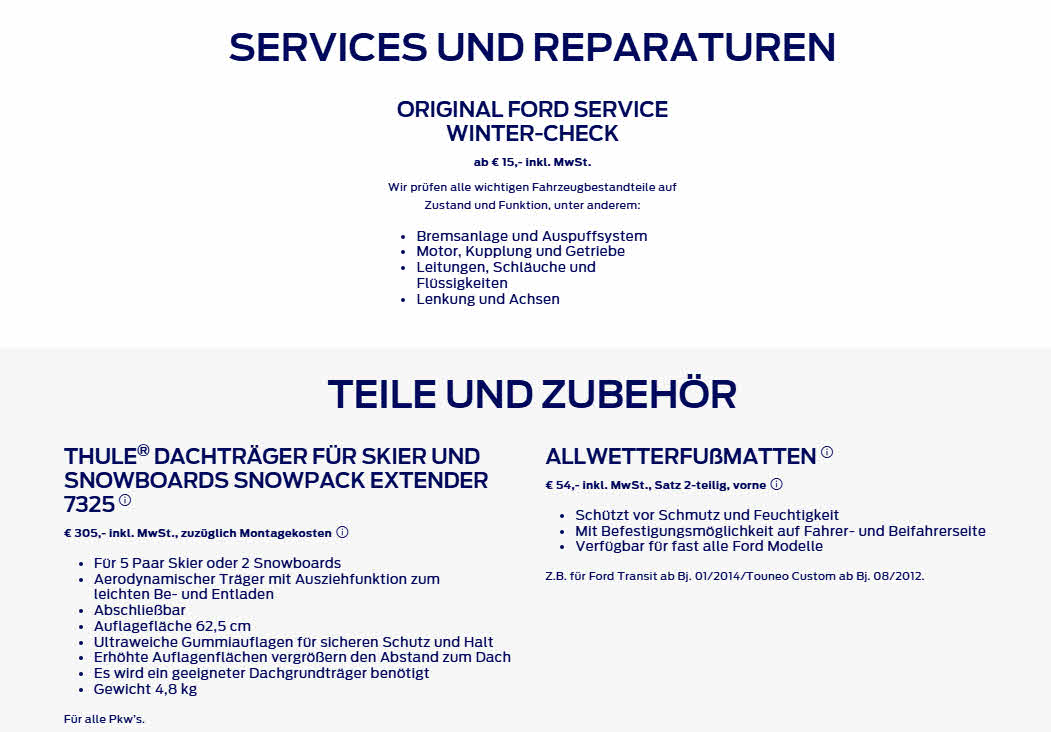 SERVICES UND REPARATUREN
ORIGINAL FORD SERVICE
WINTER-CHECK
ab € 15,- inkl. MwSt.
Wir prüfen alle wichtigen Fahrzeugbestandteile auf
Zustand und Funktion, unter anderem:
• Bremsanlage und Auspuffsystem
• Motor, Kupplung und Getriebe
• Leitungen, Schläuche und
Flüssigkeiten
• Lenkung und Achsen
TEILE UND ZUBEHÖR
THULE® DACHTRÄGER FÜR SKIER UND
SNOWBOARDS SNOWPACK EXTENDER
7325 ⓘ
€ 305,- inkl. MwSt., zuzüglich Montagekosten ⓘ
• Für 5 Paar Skier oder 2 Snowboards
• Aerodynamischer Träger mit Ausziehfunktion zum
leichten Be- und Entladen
• Abschließbar
• Auflagefläche 62,5 cm
• Ultraweiche Gummiauflagen für sicheren Schutz und Halt
• Erhöhte Auflagenflächen vergrößern den Abstand zum Dach
• Es wird ein geeigneter Dachgrundträger benötigt
• Gewicht 4,8 kg
Für alle Pkw's.
ALLWETTERFUßMATTEN ⓘ
€ 54,- inkl. MwSt., Satz 2-teilig, vorne ⓘ
• Schützt vor Schmutz und Feuchtigkeit
• Mit Befestigungsmöglichkeit auf Fahrer- und Beifahrerseite
• Verfügbar für fast alle Ford Modelle
Z.B. für Ford Transit ab Bj. 01/2014/Touneo Custom ab Bj. 08/2012.